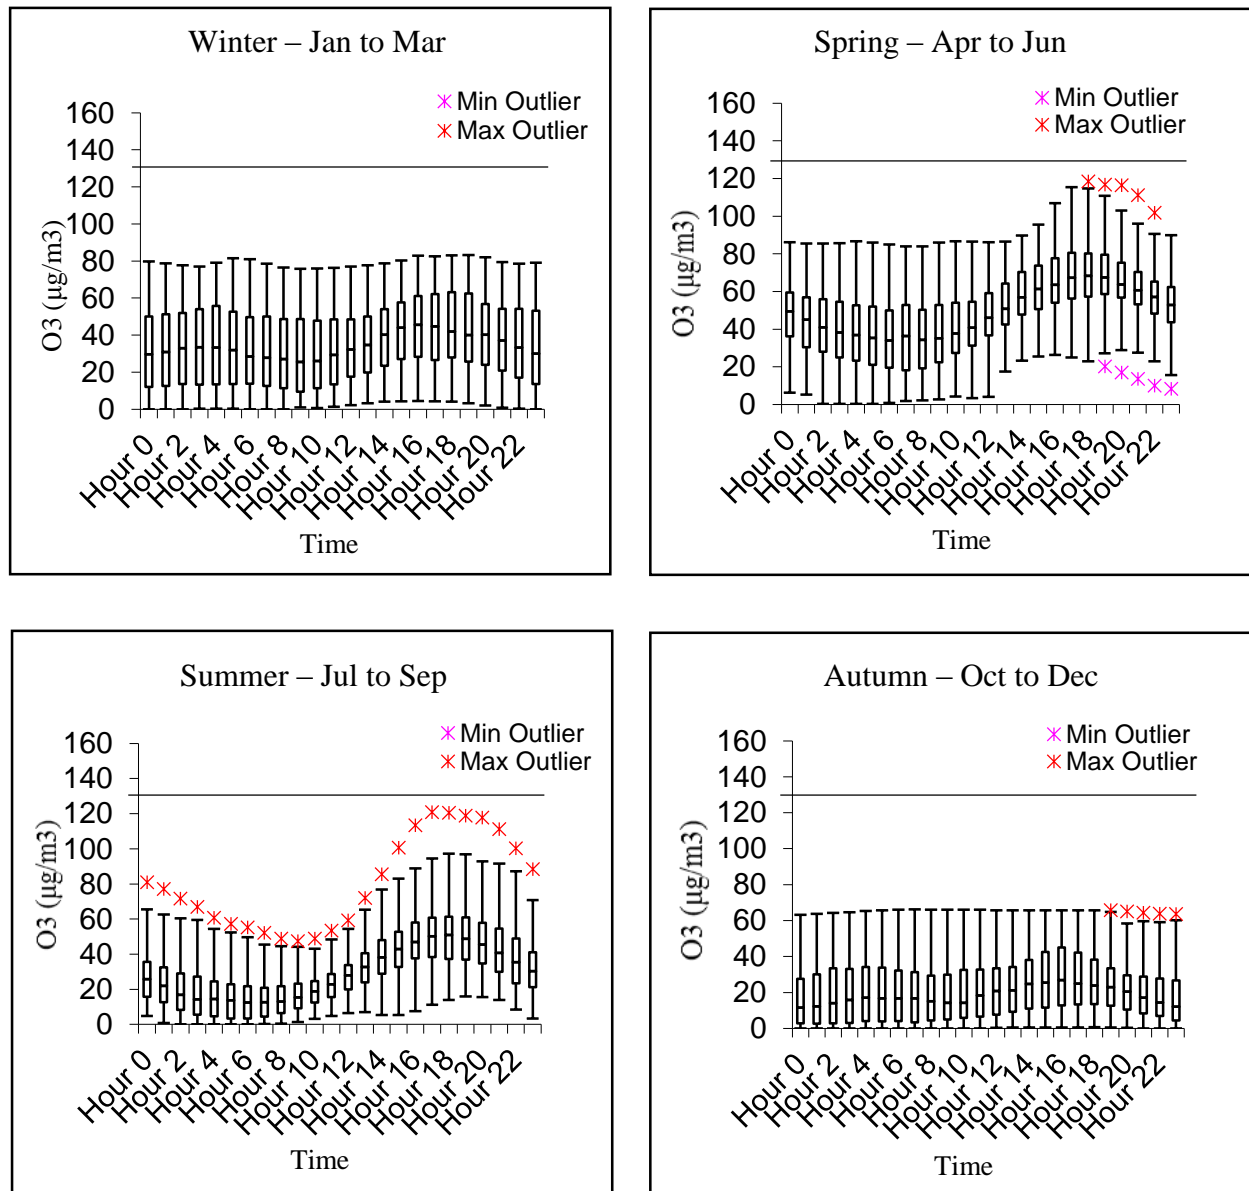 Winter – Jan to Mar
Min Outlier
Max Outlier
160
140
120
100
80
60
40
20
0
O3 (µg/m3)
Hour 0
Hour 2
Hour 4
Hour 6
Hour 8
Hour 10
Hour 12
Hour 14
Hour 16
Hour 18
Hour 20
Hour 22
Time
Spring – Apr to Jun
Min Outlier
Max Outlier
160
140
120
100
80
60
40
20
0
O3 (µg/m3)
Hour 0
Hour 2
Hour 4
Hour 6
Hour 8
Hour 10
Hour 12
Hour 14
Hour 16
Hour 18
Hour 20
Hour 22
Time
Summer – Jul to Sep
Min Outlier
Max Outlier
160
140
120
100
80
60
40
20
0
O3 (µg/m3)
Hour 0
Hour 2
Hour 4
Hour 6
Hour 8
Hour 10
Hour 12
Hour 14
Hour 16
Hour 18
Hour 20
Hour 22
Time
Autumn – Oct to Dec
Min Outlier
Max Outlier
160
140
120
100
80
60
40
20
0
O3 (µg/m3)
Hour 0
Hour 2
Hour 4
Hour 6
Hour 8
Hour 10
Hour 12
Hour 14
Hour 16
Hour 18
Hour 20
Hour 22
Time